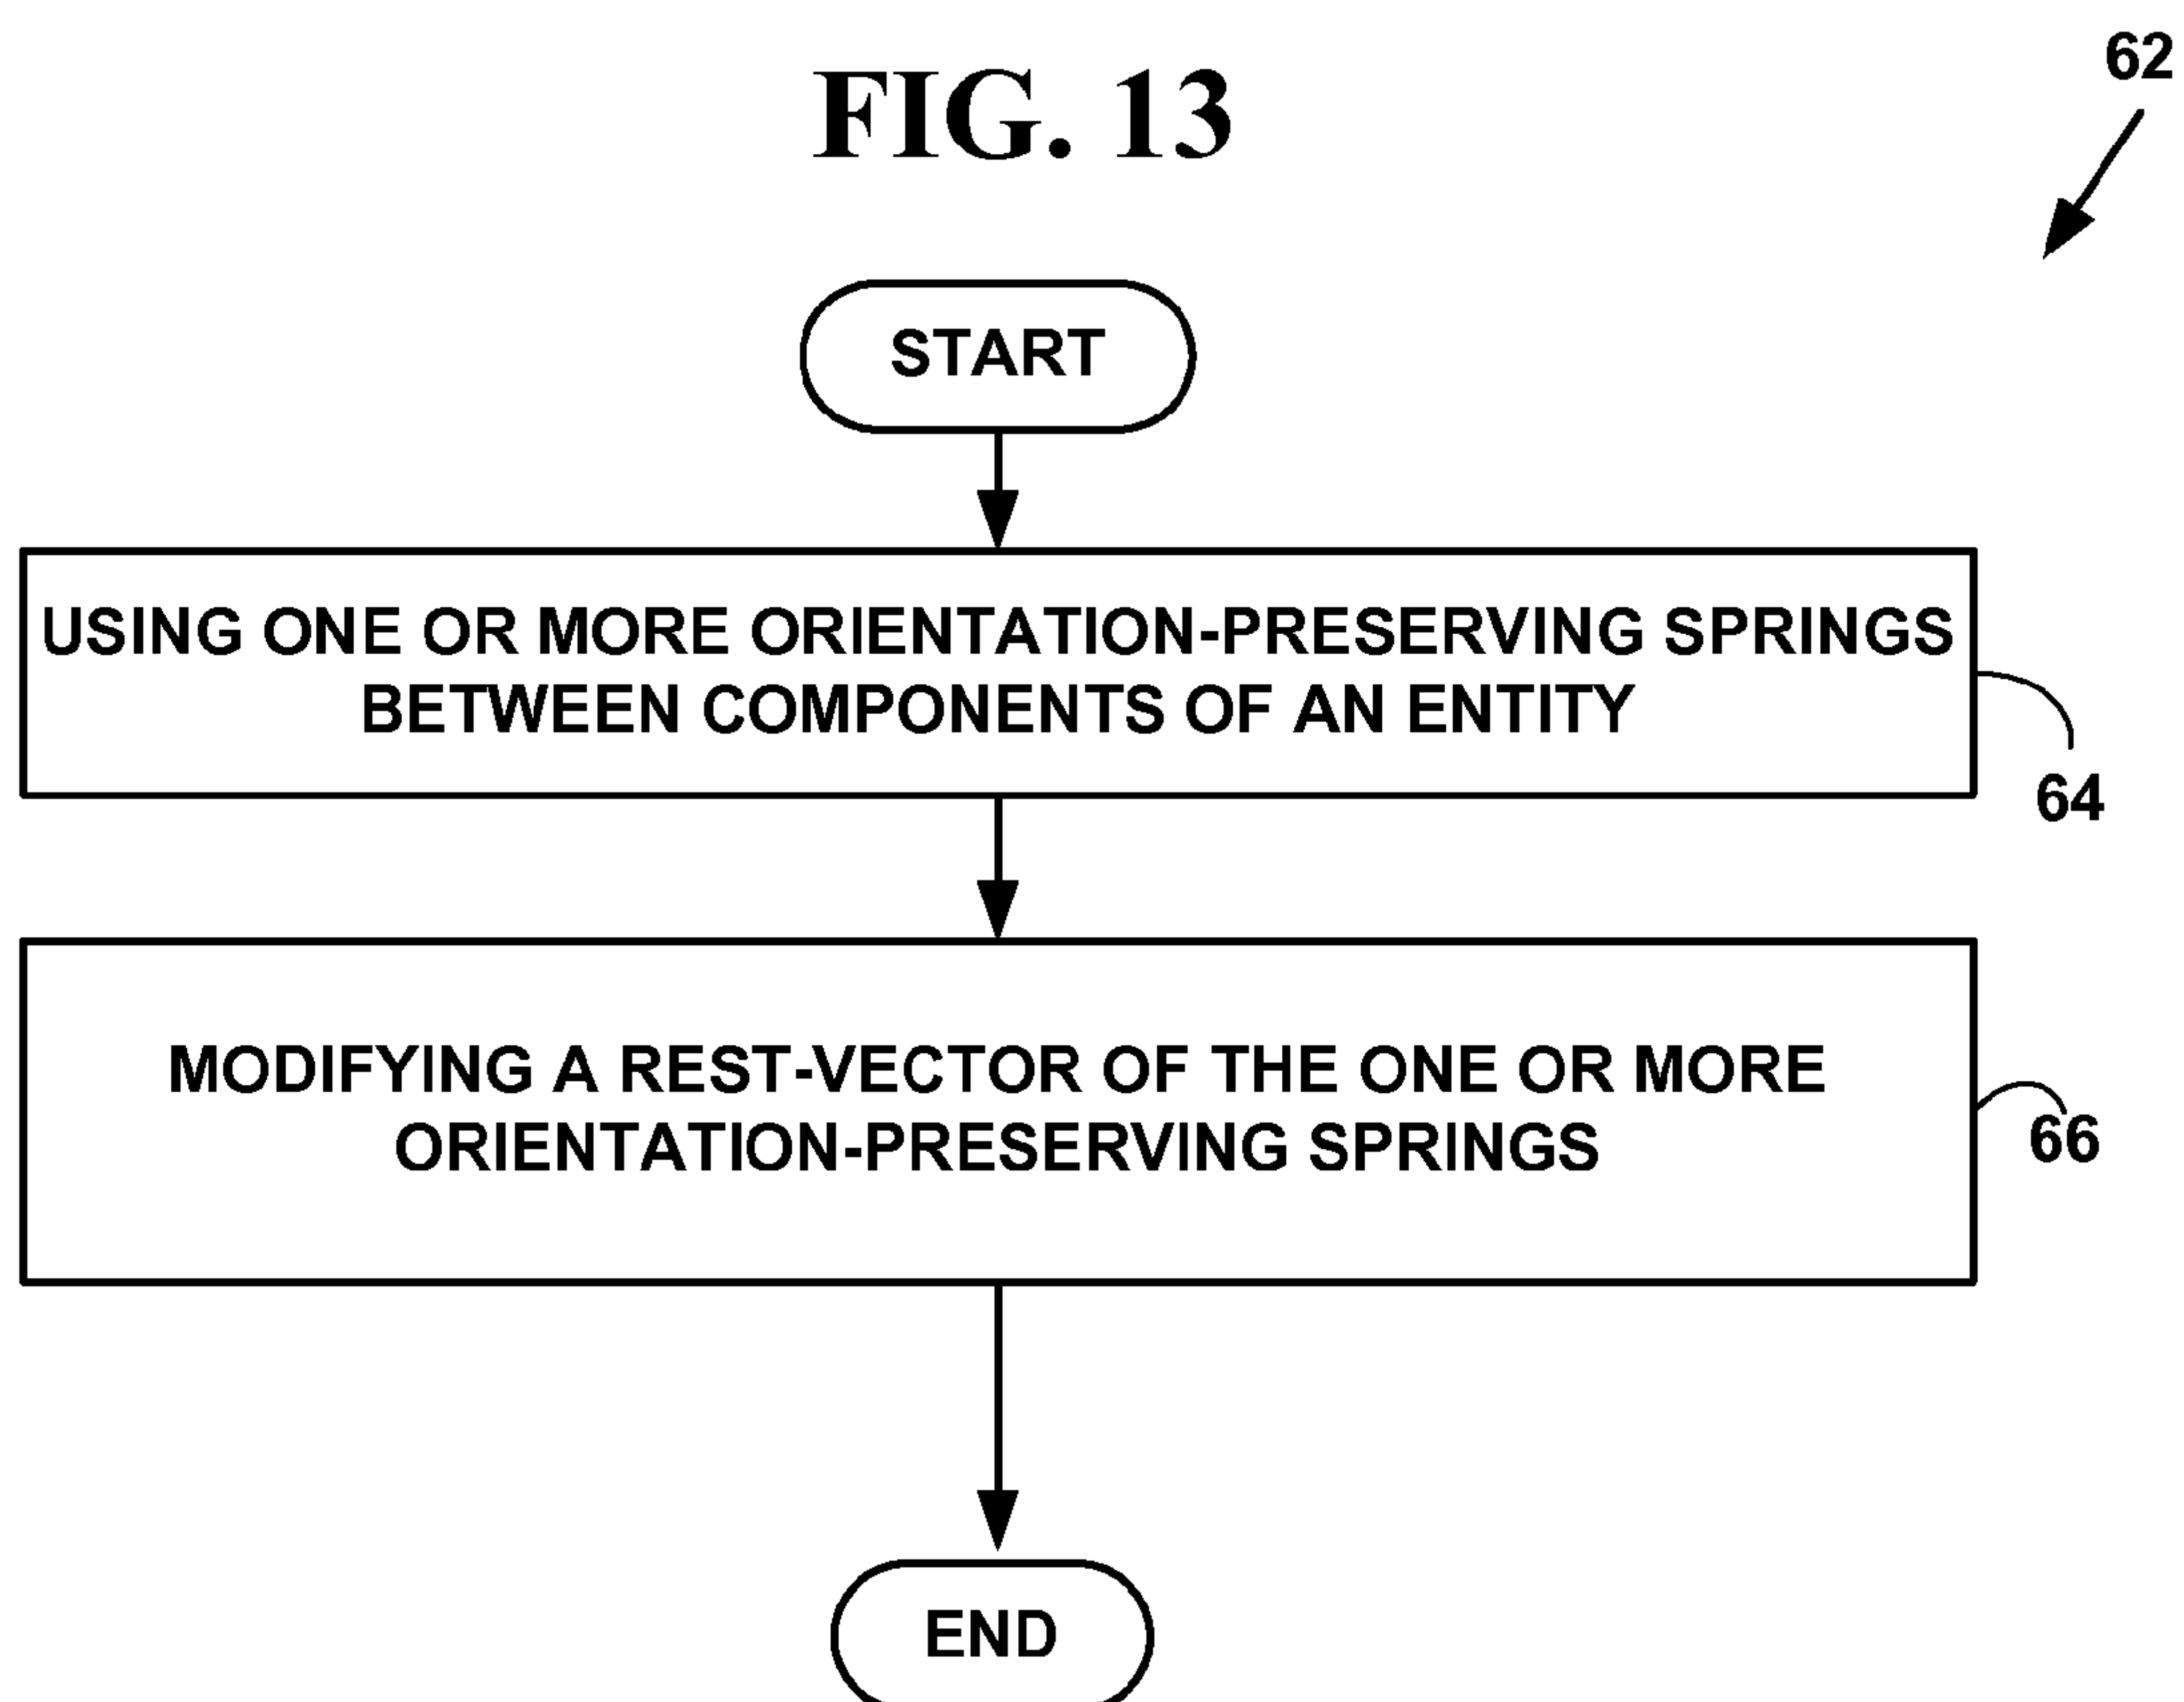 FIG. 13
62
START
USING ONE OR MORE ORIENTATION-PRESERVING SPRINGS
BETWEEN COMPONENTS OF AN ENTITY
64
MODIFYING A REST-VECTOR OF THE ONE OR MORE
ORIENTATION-PRESERVING SPRINGS
66
END